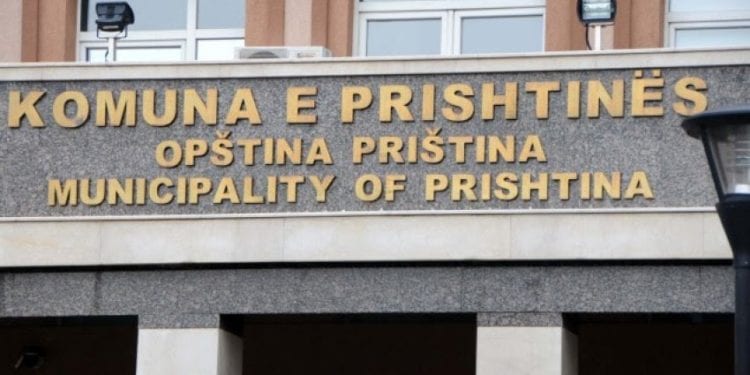 KOMUNA E PRISHTINËS
OPŠTINA PRIŠTINA
MUNICIPALITY OF PRISHTINA